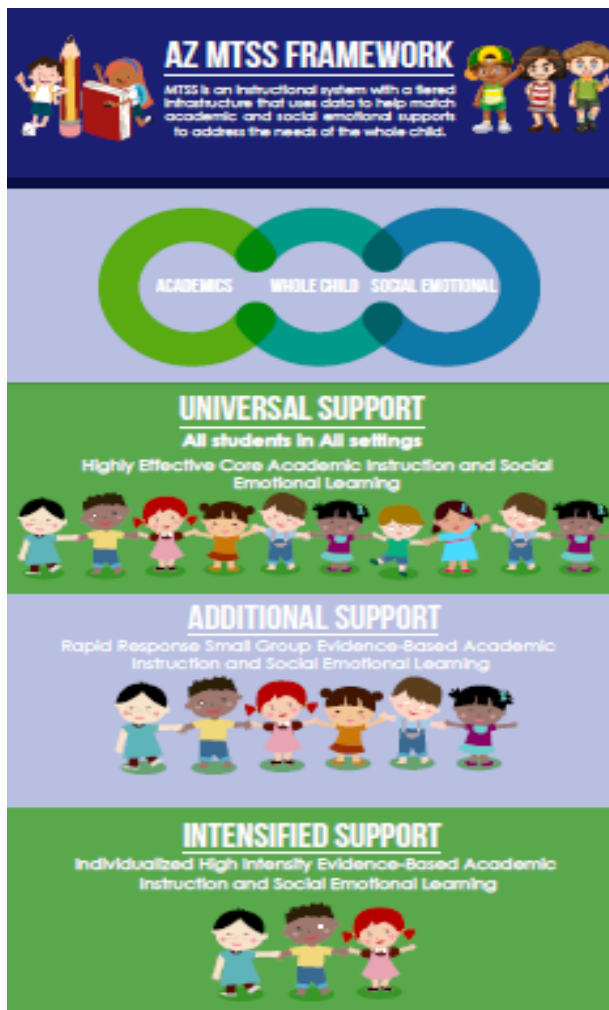 AZ MTSS FRAMEWORK
MTSS is an instructional system with a tiered
infrastructure that uses data to help match
academic and social emotional supports
to address the needs of the whole child.
ACADEMICS WHOLE CHILD SOCIAL EMOTIONAL
UNIVERSAL SUPPORT
All students in All settings
Highly Effective Core Academic Instruction and Social
Emotional Learning
ADDITIONAL SUPPORT
Rapid Response Small Group Evidence-Based Academic
Instruction and Social Emotional Learning
INTENSIFIED SUPPORT
Individualized High Intensity Evidence-Based Academic
Instruction and Social Emotional Learning